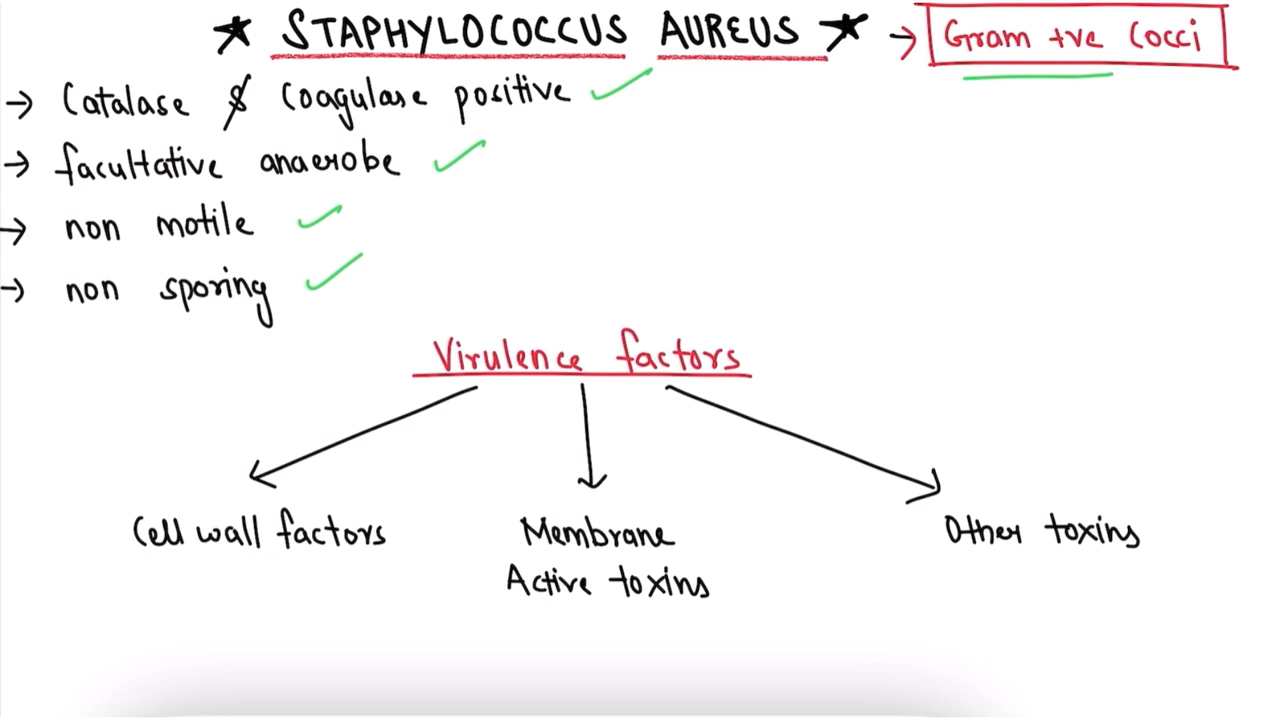 ★ STAPHYLOCOCCUS AUREUS ★ → Gram +ve Cocci
→ Catalase & Coagulase positive ✓
→ facultative anaerobe ✓
→ non motile ✓
→ non sporing ✓
Virulence factors
Cell wall factors
Membrane
Active toxins
Other toxins